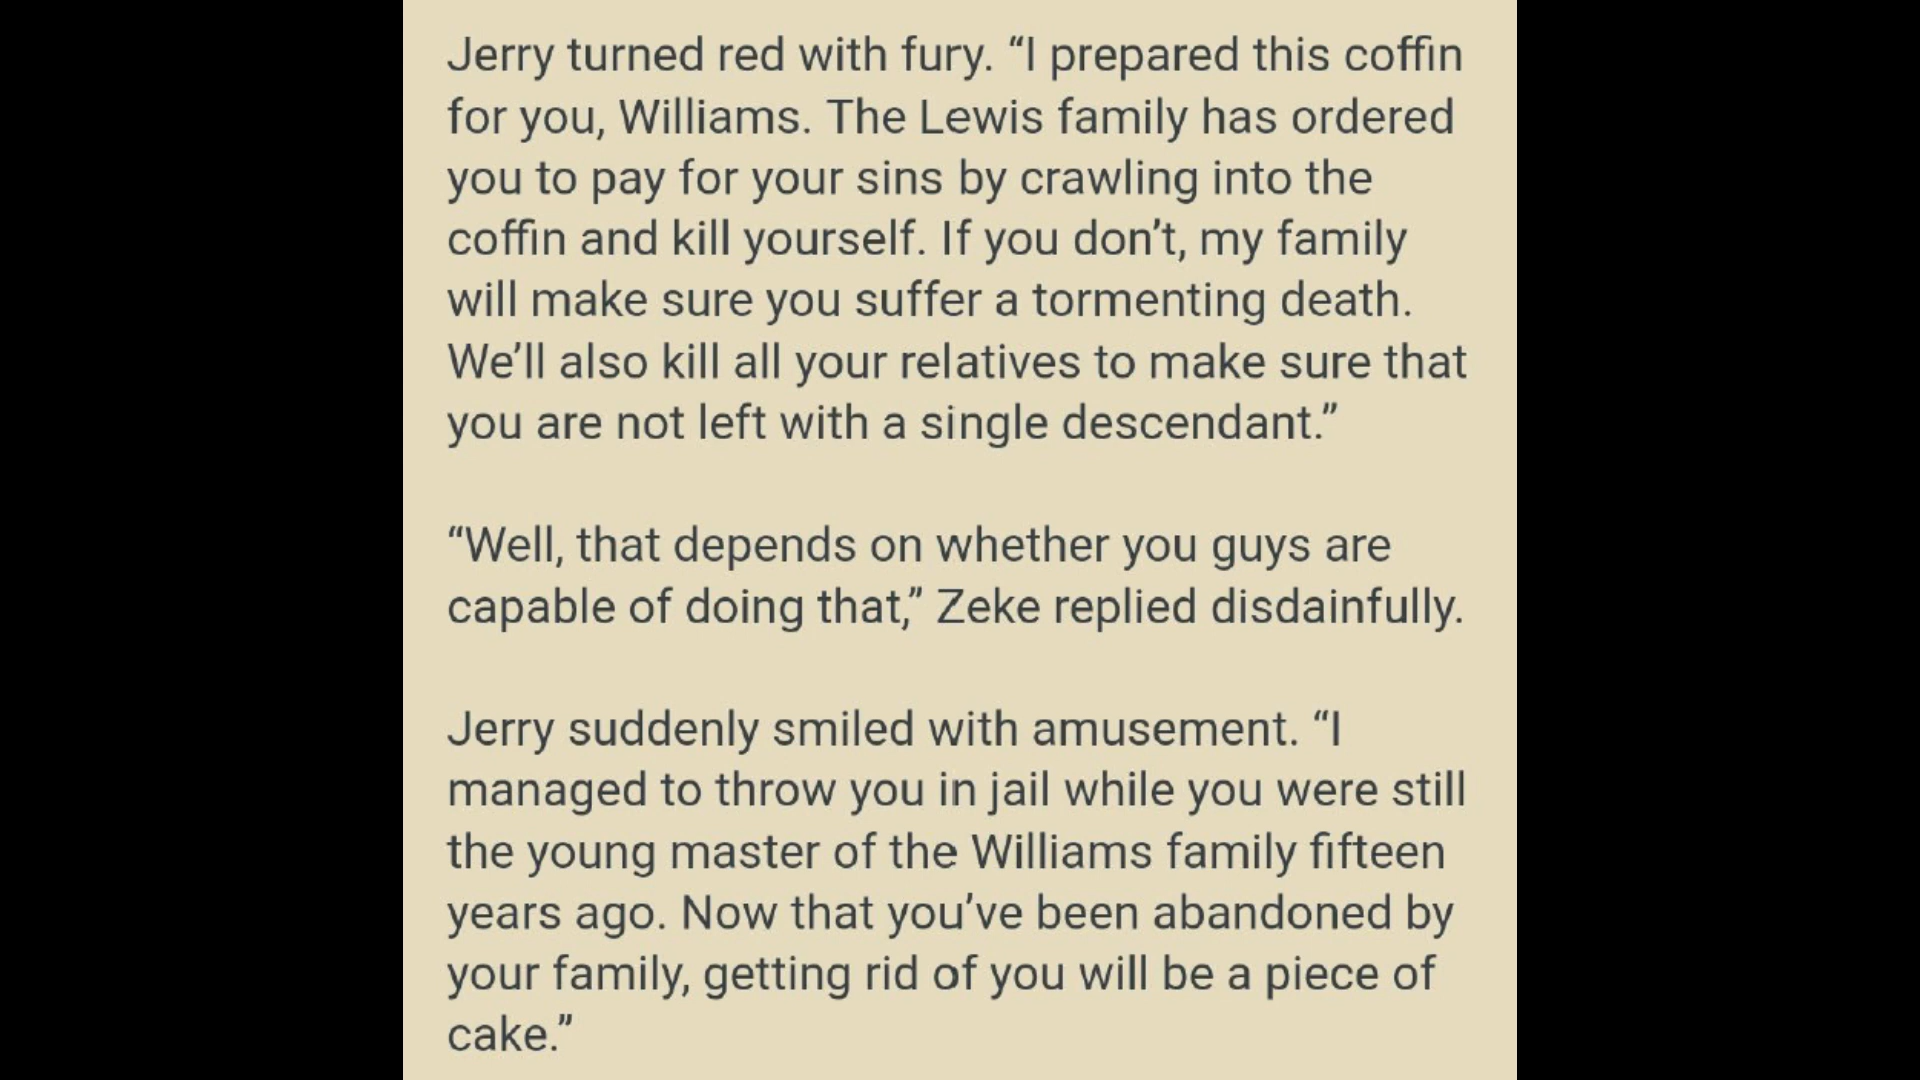 Jerry turned red with fury. “I prepared this coffin
for you, Williams. The Lewis family has ordered
you to pay for your sins by crawling into the
coffin and kill yourself. If you don’t, my family
will make sure you suffer a tormenting death.
We’ll also kill all your relatives to make sure that
you are not left with a single descendant.”
“Well, that depends on whether you guys are
capable of doing that,” Zeke replied disdainfully.
Jerry suddenly smiled with amusement. “I
managed to throw you in jail while you were still
the young master of the Williams family fifteen
years ago. Now that you’ve been abandoned by
your family, getting rid of you will be a piece of
cake.”